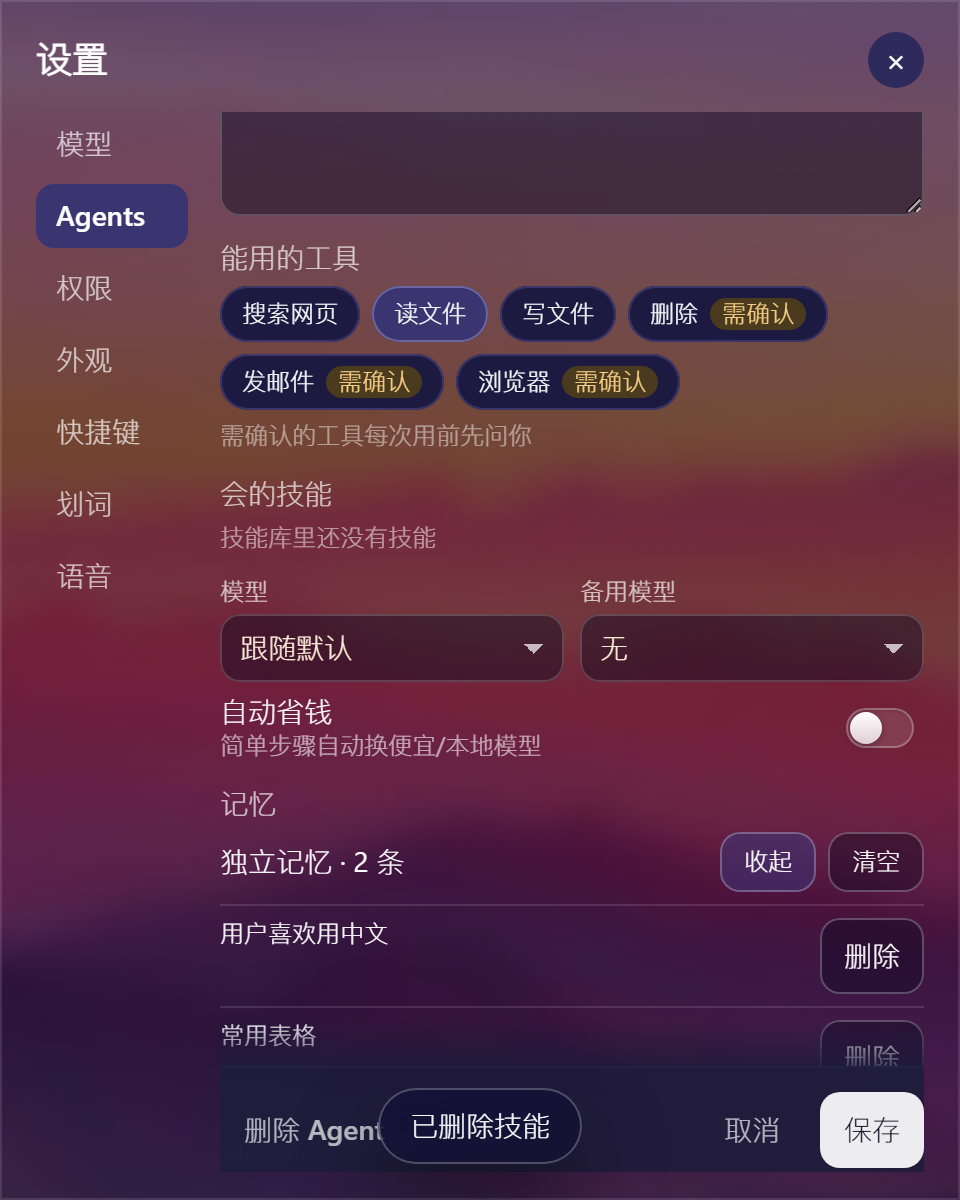 设置
×
模型
Agents
权限
外观
快捷键
划词
语音
能用的工具
搜索网页 读文件 写文件 删除 需确认
发邮件 需确认 浏览器 需确认
需确认的工具每次用前先问你
会的技能
技能库里还没有技能
模型 备用模型
跟随默认 无
自动省钱
简单步骤自动换便宜/本地模型
记忆
独立记忆 · 2 条 收起 清空
用户喜欢用中文 删除
常用表格 删除
删除 Agent 已删除技能 取消 保存